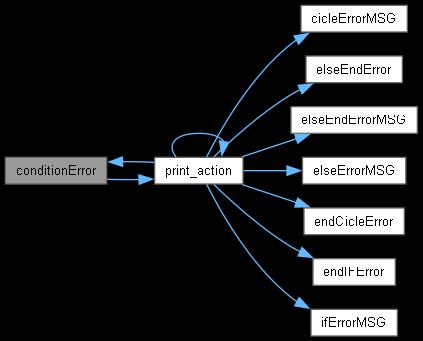 cicleErrorMSG
elseEndError
elseEndErrorMSG
conditionError
print_action
elseErrorMSG
endCicleError
endIFError
ifErrorMSG